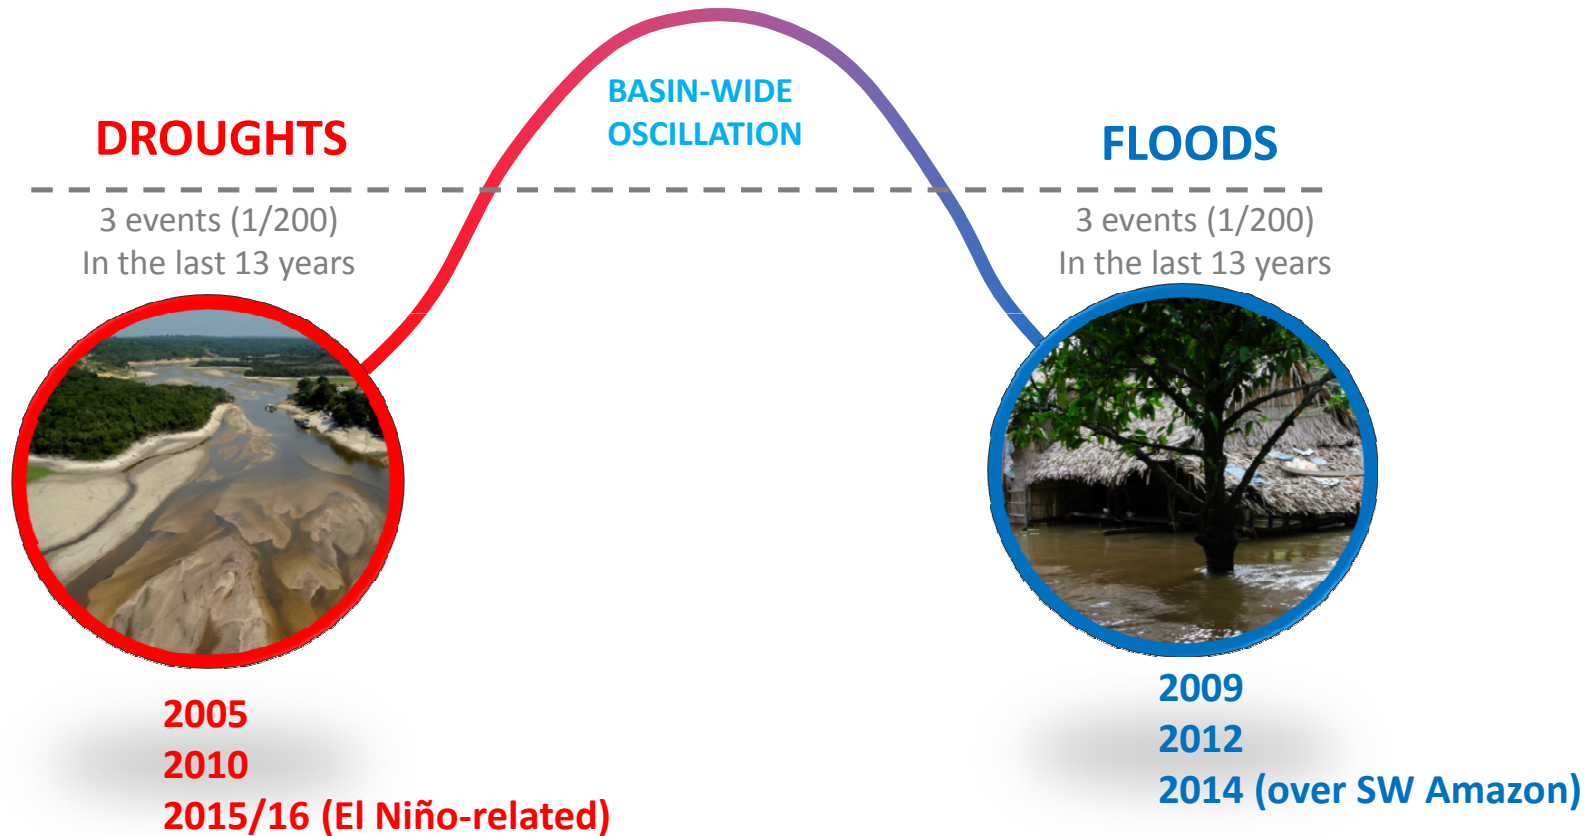 BASIN-WIDE
OSCILLATION
DROUGHTS
3 events (1/200)
In the last 13 years
2005
2010
2015/16 (El Niño-related)
FLOODS
3 events (1/200)
In the last 13 years
2009
2012
2014 (over SW Amazon)